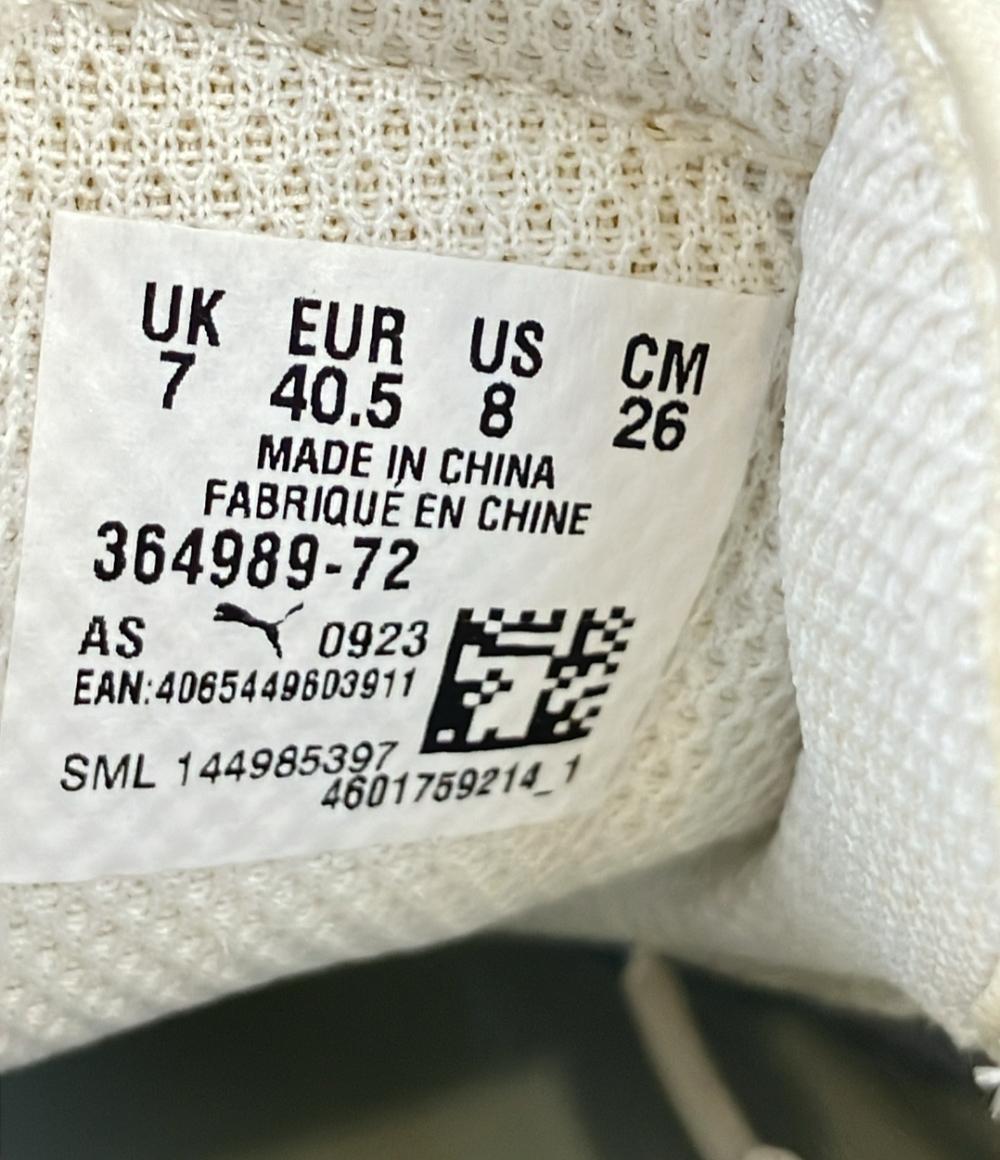 UK EUR US CM
7 40.5 8 26
MADE IN CHINA
FABRIQUÉ EN CHINE
364989-72
AS 0923
EAN:4065449603911
SML 144985397
4601759214_1